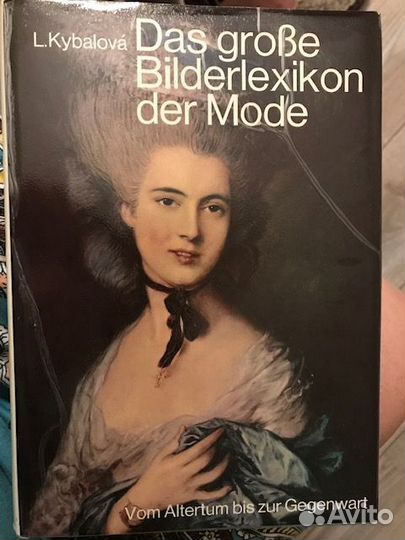 L.Kybalová
Das große
Bilderlexikon
der Mode
Vom Altertum bis zur Gegenwart
Avito